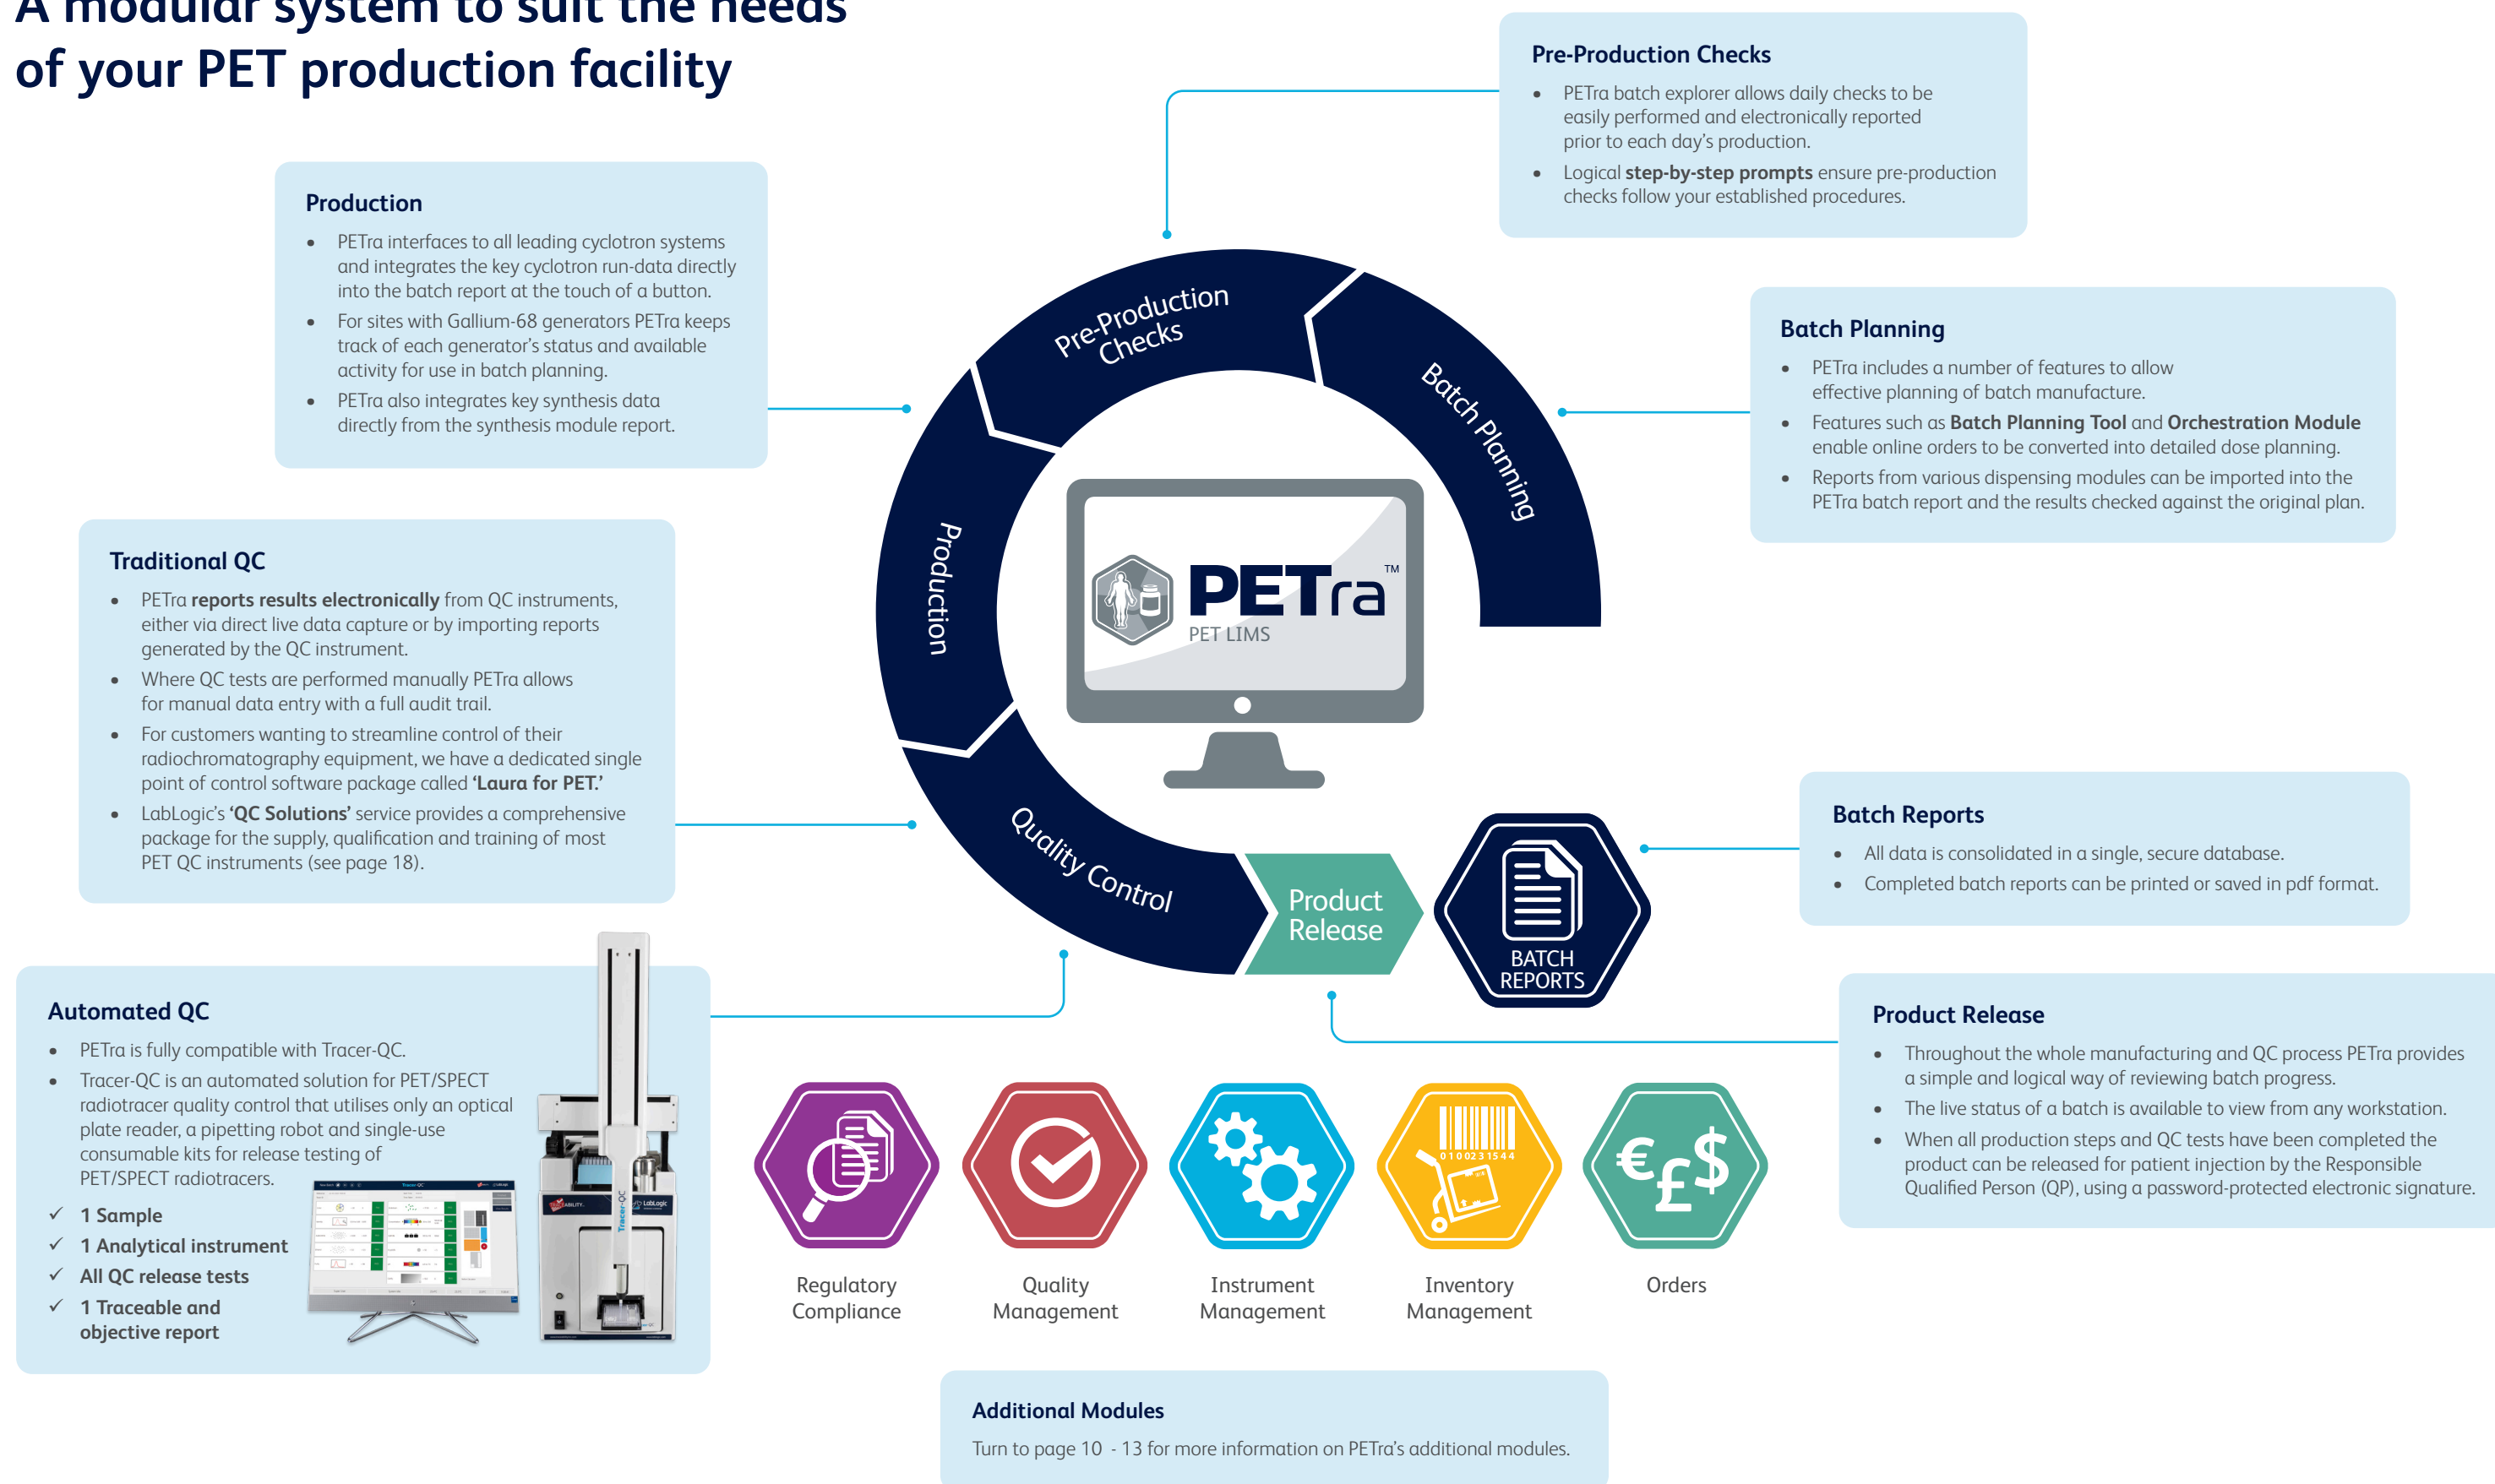 A modular system to suit the needs
of your PET production facility
Pre-Production Checks
• PETra batch explorer allows daily checks to be
easily performed and electronically reported
prior to each day's production.
• Logical step-by-step prompts ensure pre-production
checks follow your established procedures.
Production
• PETra interfaces to all leading cyclotron systems
and integrates the key cyclotron run-data directly
into the batch report at the touch of a button.
• For sites with Gallium-68 generators PETra keeps
track of each generator's status and available
activity for use in batch planning.
• PETra also integrates key synthesis data
directly from the synthesis module report.
Batch Planning
• PETra includes a number of features to allow
effective planning of batch manufacture.
• Features such as Batch Planning Tool and Orchestration Module
enable online orders to be converted into detailed dose planning.
• Reports from various dispensing modules can be imported into the
PETra batch report and the results checked against the original plan.
Traditional QC
• PETra reports results electronically from QC instruments,
either via direct live data capture or by importing reports
generated by the QC instrument.
• Where QC tests are performed manually PETra allows
for manual data entry with a full audit trail.
• For customers wanting to streamline control of their
radiochromatography equipment, we have a dedicated single
point of control software package called 'Laura for PET.'
• LabLogic's 'QC Solutions' service provides a comprehensive
package for the supply, qualification and training of most
PET QC instruments (see page 18).
Pre-Production
Checks
Batch Planning
Production
Quality Control
PETra™
PET LIMS
Product
Release
BATCH
REPORTS
Batch Reports
• All data is consolidated in a single, secure database.
• Completed batch reports can be printed or saved in pdf format.
Automated QC
• PETra is fully compatible with Tracer-QC.
• Tracer-QC is an automated solution for PET/SPECT
radiotracer quality control that utilises only an optical
plate reader, a pipetting robot and single-use
consumable kits for release testing of
PET/SPECT radiotracers.
✓ 1 Sample
✓ 1 Analytical instrument
✓ All QC release tests
✓ 1 Traceable and
objective report
Tracer-QC
LabLogic
Tracer-QC
Product Release
• Throughout the whole manufacturing and QC process PETra provides
a simple and logical way of reviewing batch progress.
• The live status of a batch is available to view from any workstation.
• When all production steps and QC tests have been completed the
product can be released for patient injection by the Responsible
Qualified Person (QP), using a password-protected electronic signature.
0 1 0 0 2 3 1 5 4 4
€££$
Regulatory
Compliance
Quality
Management
Instrument
Management
Inventory
Management
Orders
Additional Modules
Turn to page 10 - 13 for more information on PETra's additional modules.